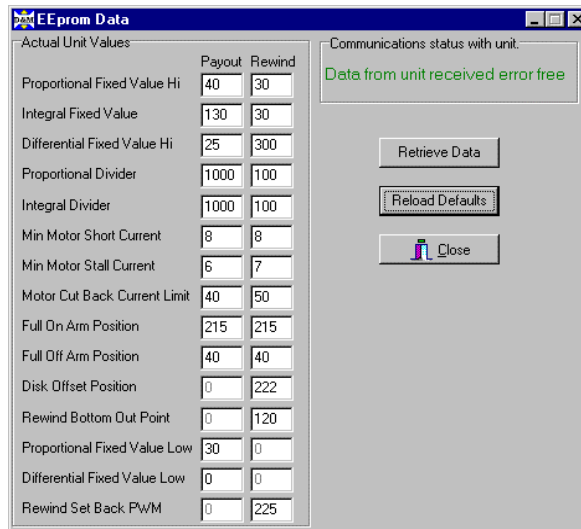 D&M EEprom Data
Actual Unit Values
Payout Rewind
Proportional Fixed Value Hi 40 30
Integral Fixed Value 130 30
Differential Fixed Value Hi 25 300
Proportional Divider 1000 100
Integral Divider 1000 100
Min Motor Short Current 8 8
Min Motor Stall Current 6 7
Motor Cut Back Current Limit 40 50
Full On Arm Position 215 215
Full Off Arm Position 40 40
Disk Offset Position 0 222
Rewind Bottom Out Point 0 120
Proportional Fixed Value Low 30 0
Differential Fixed Value Low 0 0
Rewind Set Back PWM 0 225
Communications status with unit.
Data from unit received error free
Retrieve Data
Reload Defaults
Close